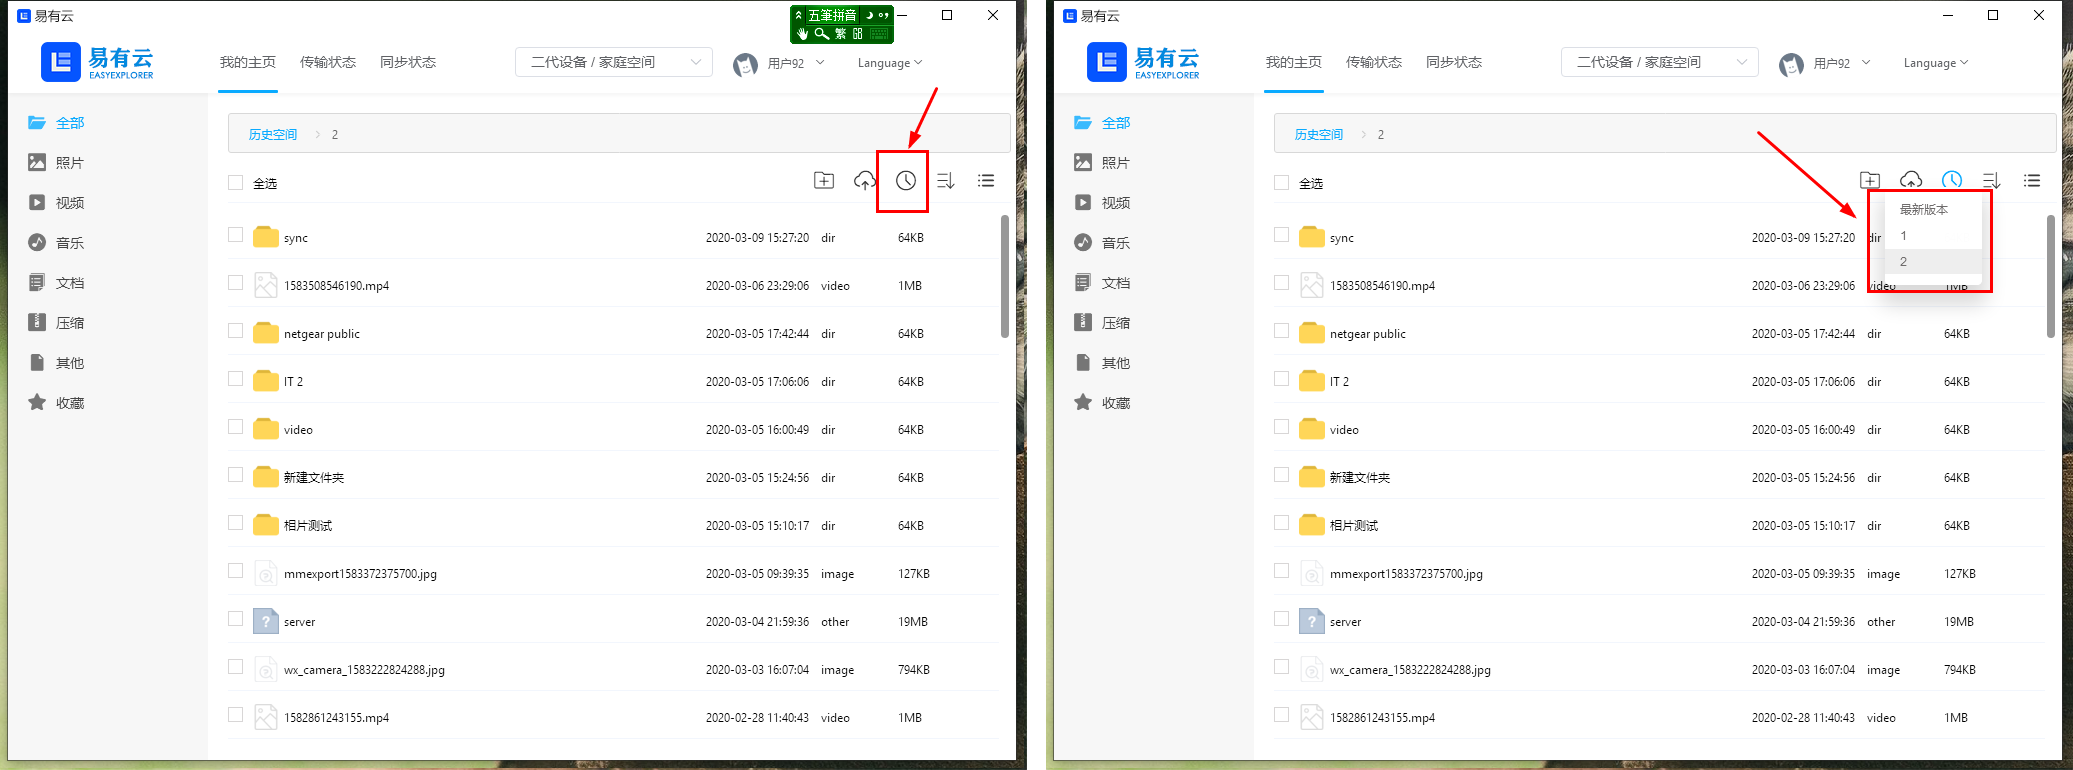 易有云
五筆拼音
繁
易有云
EASYEXPLORER
我的主页
传输状态
同步状态
二代设备 / 家庭空间
用户92
Language
全部
照片
视频
音乐
文档
压缩
其他
收藏
历史空间 2
全选
sync 2020-03-09 15:27:20 dir 64KB
1583508546190.mp4 2020-03-06 23:29:06 video 1MB
netgear public 2020-03-05 17:42:44 dir 64KB
IT 2 2020-03-05 17:06:06 dir 64KB
video 2020-03-05 16:00:49 dir 64KB
新建文件夹 2020-03-05 15:24:56 dir 64KB
相片测试 2020-03-05 15:10:17 dir 64KB
mmexport1583372375700.jpg 2020-03-05 09:39:35 image 127KB
server 2020-03-04 21:59:36 other 19MB
wx_camera_1583222824288.jpg 2020-03-03 16:07:04 image 794KB
1582861243155.mp4 2020-02-28 11:40:43 video 1MB
易有云
易有云
EASYEXPLORER
我的主页
传输状态
同步状态
二代设备 / 家庭空间
用户92
Language
全部
照片
视频
音乐
文档
压缩
其他
收藏
历史空间 2
全选
最新版本
1
2
sync 2020-03-09 15:27:20 dir
1583508546190.mp4 2020-03-06 23:29:06 video 1MB
netgear public 2020-03-05 17:42:44 dir 64KB
IT 2 2020-03-05 17:06:06 dir 64KB
video 2020-03-05 16:00:49 dir 64KB
新建文件夹 2020-03-05 15:24:56 dir 64KB
相片测试 2020-03-05 15:10:17 dir 64KB
mmexport1583372375700.jpg 2020-03-05 09:39:35 image 127KB
server 2020-03-04 21:59:36 other 19MB
wx_camera_1583222824288.jpg 2020-03-03 16:07:04 image 794KB
1582861243155.mp4 2020-02-28 11:40:43 video 1MB